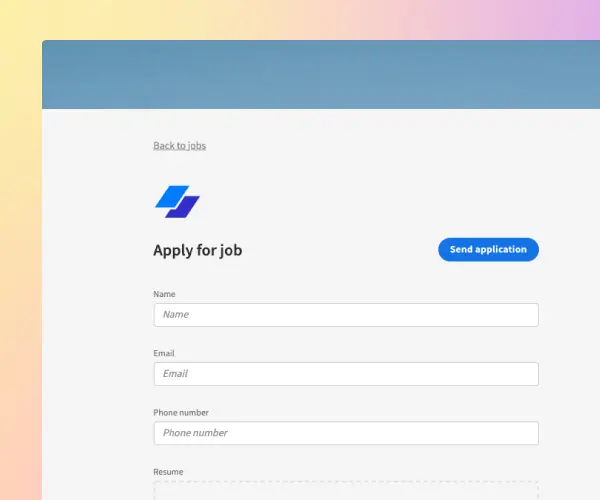 Back to jobs
Apply for job
Send application
Name
Name
Email
Email
Phone number
Phone number
Resume